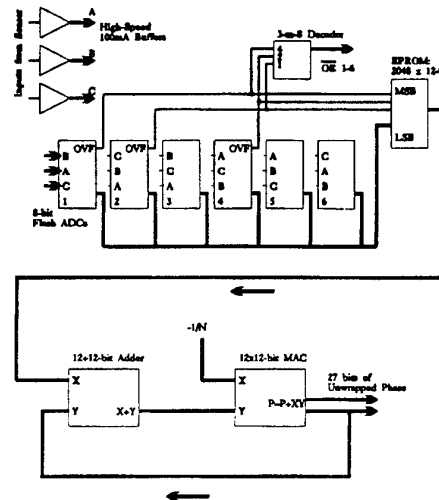 Inputs from Sensor
A
B
C
High-Speed
100mA Buffers
3-to-8 Decoder
OE 1-6
EPROM:
2048 x 12-
MSB
LSB
OVF
B
A
C
1
OVF
C
B
A
2
B
C
A
3
OVF
A
C
B
4
A
B
C
5
C
A
B
6
8-bit
Flash ADCs
-1/N
12+12-bit Adder
X
Y
X+Y
12x12-bit MAC
X
Y
P=P+XY
27 bits of
Unwrapped Phase